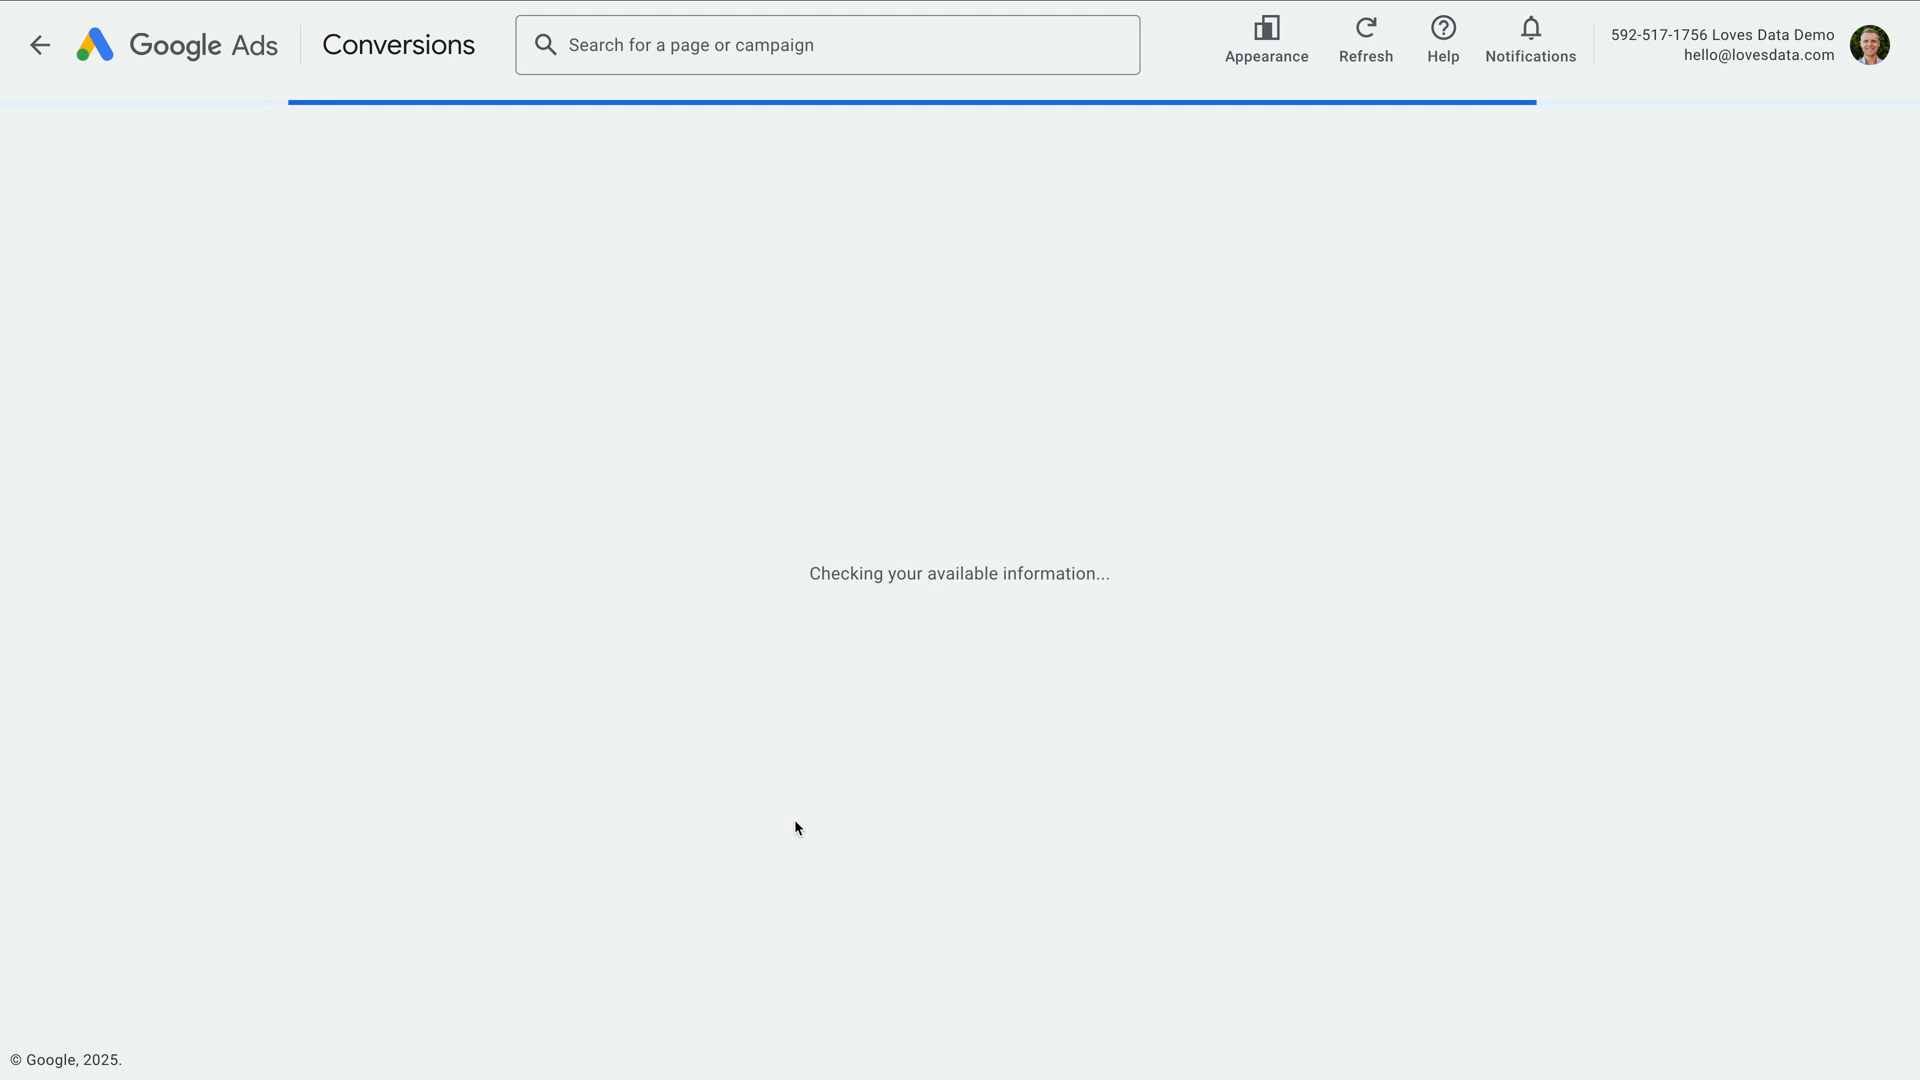 Google Ads
Conversions
Search for a page or campaign
Appearance
Refresh
Help
Notifications
592-517-1756 Loves Data Demo
hello@lovesdata.com
Checking your available information...
© Google, 2025.